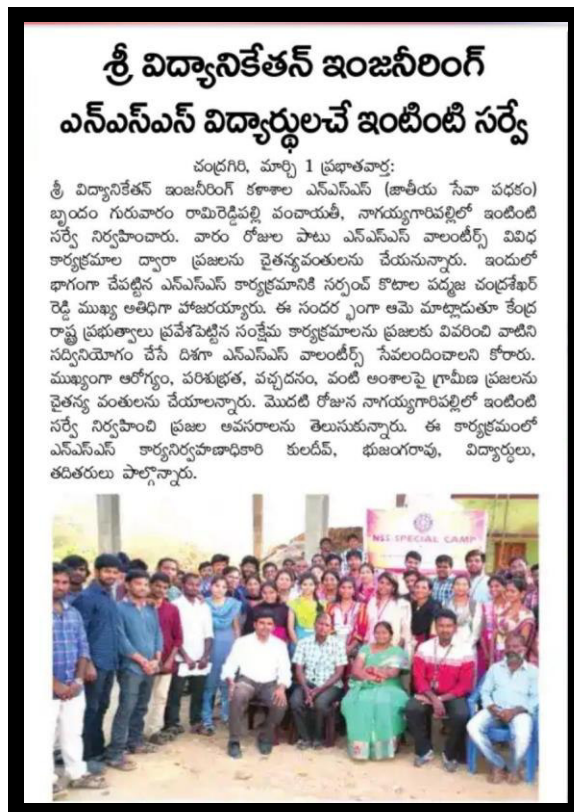 శ్రీ విద్యానికేతన్ ఇంజనీరింగ్
ఎన్ఎస్ఎస్ విద్యార్థులచే ఇంటింటి సర్వే
చంద్రగిరి, మార్చి 1 ప్రభాతవార్త:
శ్రీ విద్యానికేతన్ ఇంజనీరింగ్ కళాశాల ఎన్ఎస్ఎస్ (జాతీయ సేవా పధకం)
బృందం గురువారం రామిరెడ్డిపల్లి వంచాయతీ, నాగయ్యగారిపల్లిలో ఇంటింటి
సర్వే నిర్వహించారు. వారం రోజుల పాటు ఎన్ఎస్ఎస్ వాలంటీర్స్ వివిధ
కార్యక్రమాల ద్వారా ప్రజలను చైతన్యవంతులను చేయనున్నారు. ఇందులో
భాగంగా చేపట్టిన ఎన్ఎస్ఎస్ కార్యక్రమానికి సర్పంచ్ కొటాల పద్మజ చంద్రశేఖర్
రెడ్డి ముఖ్య అతిధిగా హాజరయ్యారు. ఈ సందర్భంగా ఆమె మాట్లాడుతూ కేంద్ర
రాష్ట్ర ప్రభుత్వాలు ప్రవేశపెట్టిన సంక్షేమ కార్యక్రమాలను ప్రజలకు వివరించి వాటిని
సద్వినియోగం చేసే దిశగా ఎన్ఎస్ఎస్ వాలంటీర్స్ సేవలందించాలని కోరారు.
ముఖ్యంగా ఆరోగ్యం, పరిశుభ్రత, వచ్చదనం, వంటి అంశాలపై గ్రామీణ ప్రజలను
చైతన్య వంతులను చేయాలన్నారు. మొదటి రోజున నాగయ్యగారిపల్లిలో ఇంటింటి
సర్వే నిర్వహించి ప్రజల అవసరాలను తెలుసుకున్నారు. ఈ కార్యక్రమంలో
ఎన్ఎస్ఎస్ కార్యనిర్వహణాధికారి కులదీప్, భుజంగరావు, విద్యార్ధులు,
తదితరులు పాల్గొన్నారు.
NSS SPECIAL CAMP